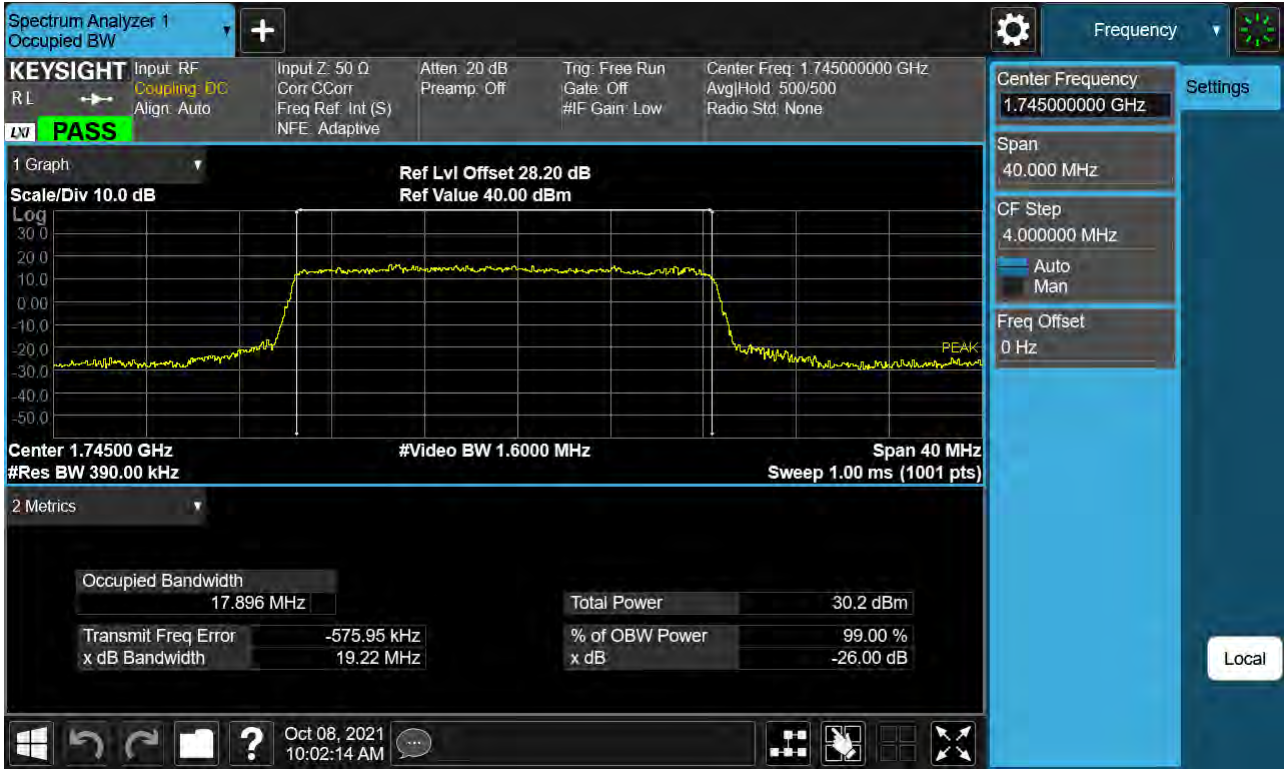 Spectrum Analyzer 1
Occupied BW
Frequency
KEYSIGHT
R L
LXI PASS
Input: RF
Coupling: DC
Align: Auto
Input Z: 50 Ω
Corr CCorr
Freq Ref: Int (S)
NFE: Adaptive
Atten: 20 dB
Preamp: Off
Trig: Free Run
Gate: Off
#IF Gain: Low
Center Freq: 1.745000000 GHz
Avg|Hold: 500/500
Radio Std: None
1 Graph
Scale/Div 10.0 dB
Ref Lvl Offset 28.20 dB
Ref Value 40.00 dBm
Log
30.0
20.0
10.0
0.00
-10.0
-20.0
-30.0
-40.0
-50.0
PEAK
Center 1.74500 GHz
#Video BW 1.6000 MHz
Span 40 MHz
#Res BW 390.00 kHz
Sweep 1.00 ms (1001 pts)
2 Metrics
Occupied Bandwidth
17.896 MHz
Transmit Freq Error -575.95 kHz
x dB Bandwidth 19.22 MHz
Total Power 30.2 dBm
% of OBW Power 99.00 %
x dB -26.00 dB
Center Frequency
1.745000000 GHz
Span
40.000 MHz
CF Step
4.000000 MHz
Auto
Man
Freq Offset
0 Hz
Settings
Local
?
Oct 08, 2021
10:02:14 AM